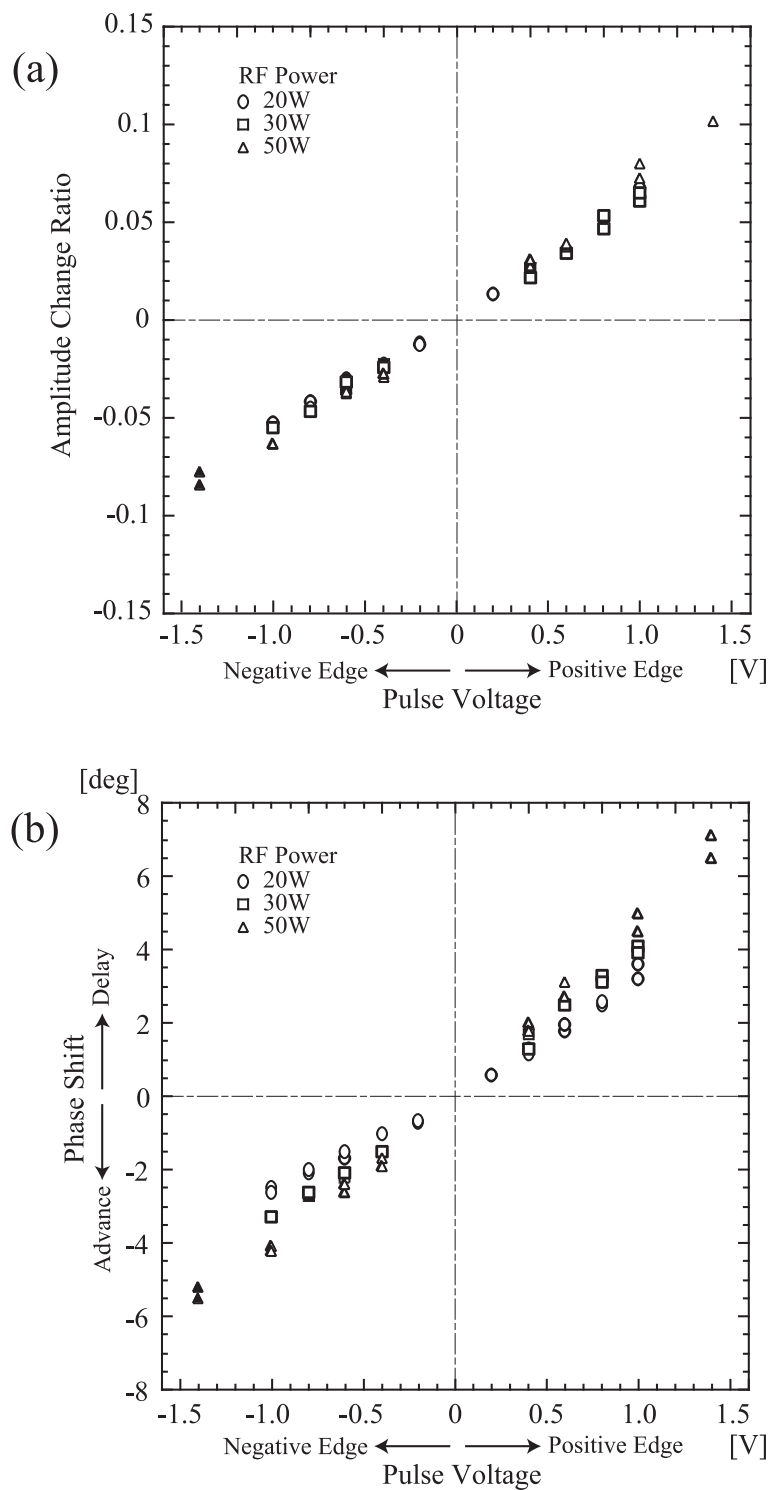 (a)
0.15
0.1
0.05
0
-0.05
-0.1
-0.15
Amplitude Change Ratio
RF Power
20W
30W
50W
-1.5 -1.0 -0.5 0 0.5 1.0 1.5
Negative Edge Positive Edge [V]
Pulse Voltage
[deg]
(b)
8
6
4
2
0
-2
-4
-6
-8
Phase Shift
Delay
Advance
RF Power
20W
30W
50W
-1.5 -1.0 -0.5 0 0.5 1.0 1.5
Negative Edge Positive Edge [V]
Pulse Voltage